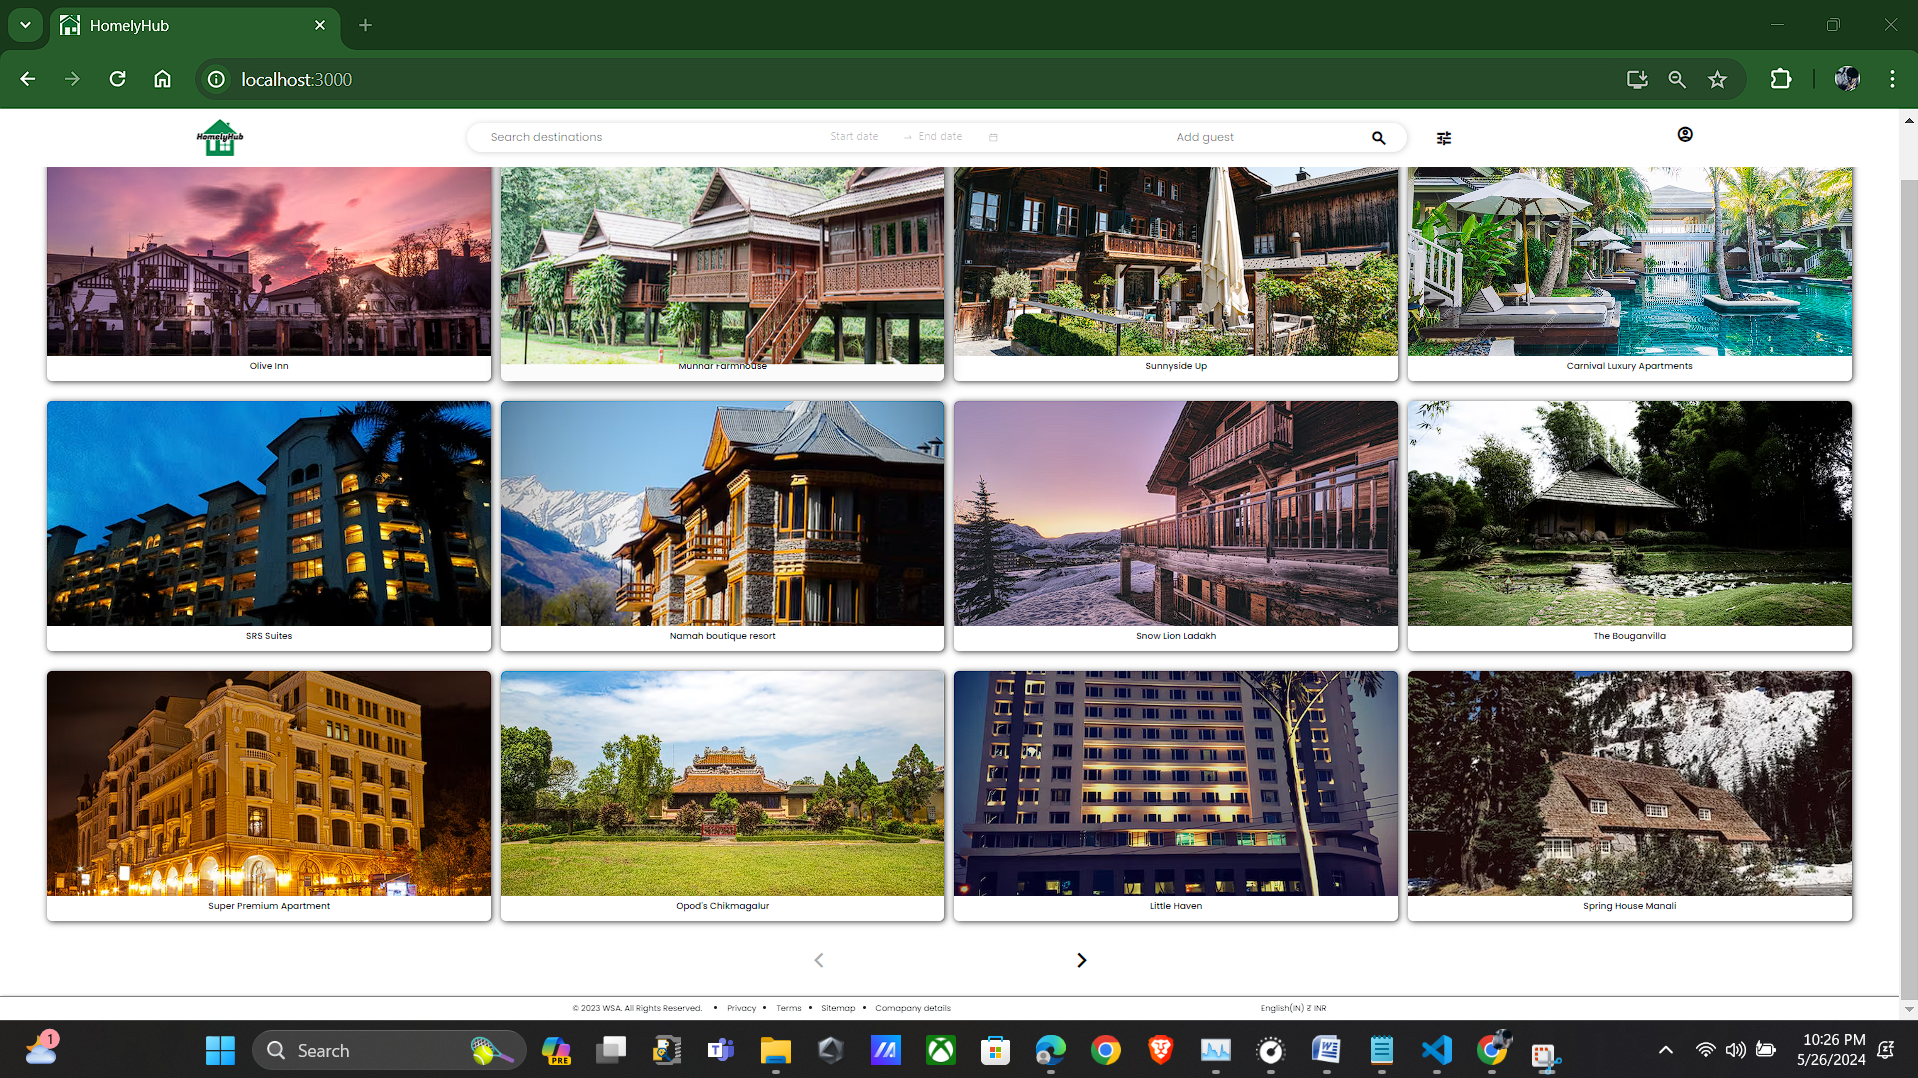 HomelyHub
localhost:3000
HomelyHub
Search destinations
Start date
End date
Add guest
Olive Inn
Munnar Farmhouse
Sunnyside Up
Carnival Luxury Apartments
SRS Suites
Namah boutique resort
Snow Lion Ladakh
The Bouganvilla
Super Premium Apartment
Opod's Chikmagalur
Little Haven
Spring House Manali
© 2023 WSA. All Rights Reserved. • Privacy • Terms • Sitemap • Comapany details
English(IN) ₹ INR
1
Search
PRE
10:26 PM
5/26/2024